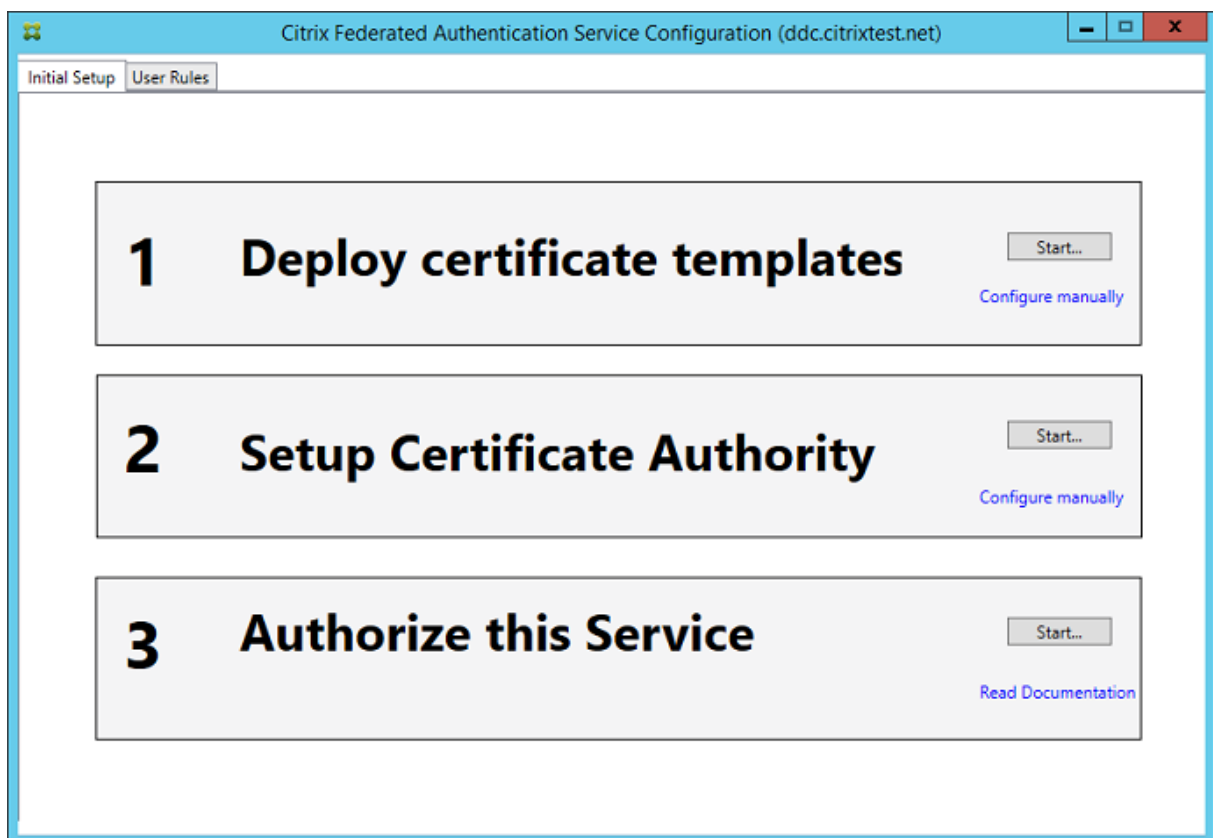 Citrix Federated Authentication Service Configuration (ddc.citrixtest.net)
Initial Setup User Rules
1 Deploy certificate templates Start...
Configure manually
2 Setup Certificate Authority Start...
Configure manually
3 Authorize this Service Start...
Read Documentation